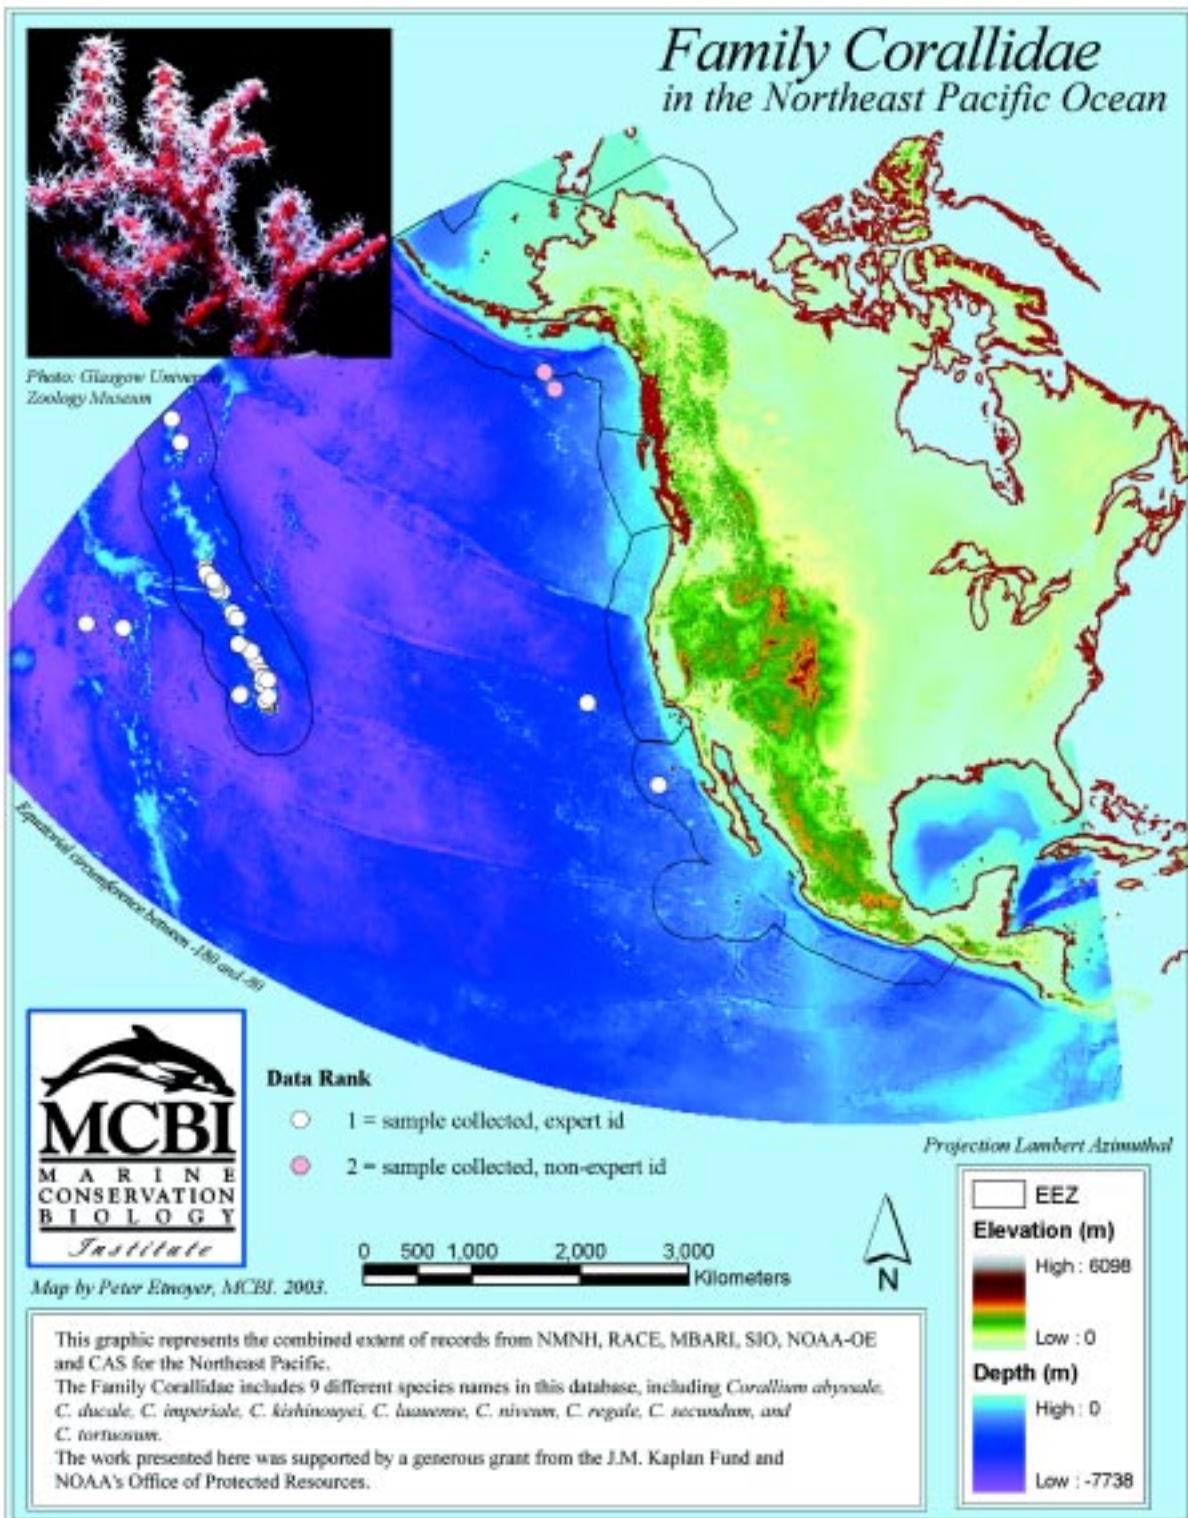 Family Corallidae
in the Northeast Pacific Ocean
Photo: Glasgow
Zoology Museum
Equatorial circumference between -180 and -80
MCBI
MARINE
CONSERVATION
BIOLOGY
Institute
Map by Peter Etnoyer, MCBI. 2003.
Data Rank
1 = sample collected, expert id
2 = sample collected, non-expert id
0 500 1,000 2,000 3,000
Kilometers
N
Projection Lambert Azimuthal
EEZ
Elevation (m)
High : 6098
Low : 0
Depth (m)
High : 0
Low : -7738
This graphic represents the combined extent of records from NMNH, RACE, MBARI, SIO, NOAA-OE
and CAS for the Northeast Pacific.
The Family Corallidae includes 9 different species names in this database, including Corallium abyssale,
C. ducale, C. imperiale, C. kishinouyei, C. laauense, C. niveum, C. regale, C. secundum, and
C. tortuosum.
The work presented here was supported by a generous grant from the J.M. Kaplan Fund and
NOAA's Office of Protected Resources.